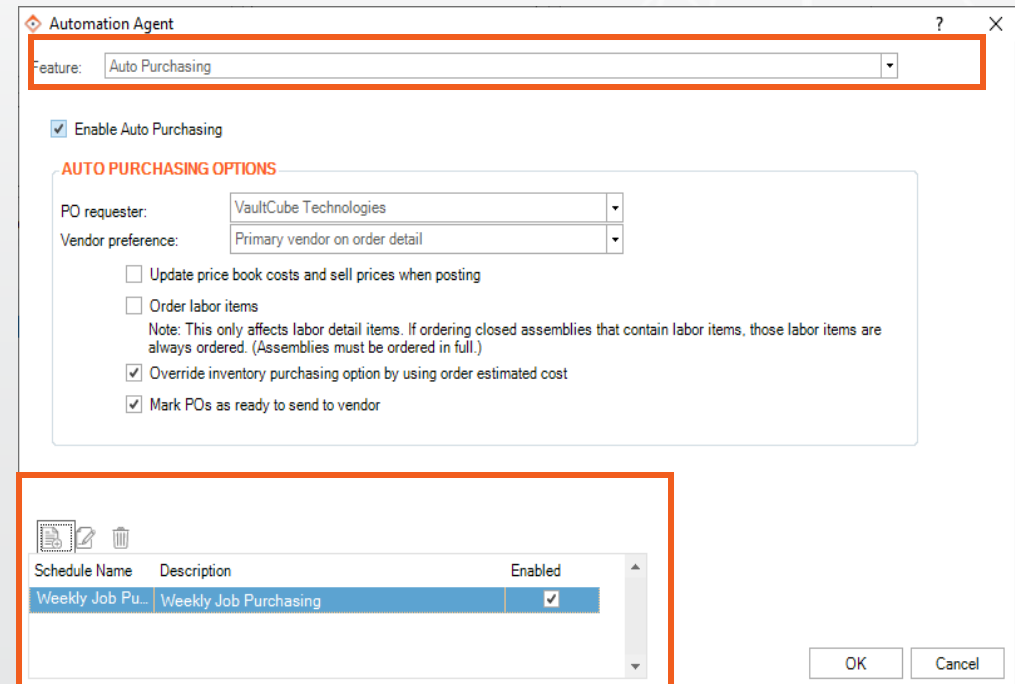 Automation Agent
?
Feature:
Auto Purchasing
Enable Auto Purchasing
AUTO PURCHASING OPTIONS
PO requester:
VaultCube Technologies
Vendor preference:
Primary vendor on order detail
Update price book costs and sell prices when posting
Order labor items
Note: This only affects labor detail items. If ordering closed assemblies that contain labor items, those labor items are
always ordered. (Assemblies must be ordered in full.)
Override inventory purchasing option by using order estimated cost
Mark POs as ready to send to vendor
Schedule Name Description Enabled
Weekly Job Pu... Weekly Job Purchasing
OK Cancel